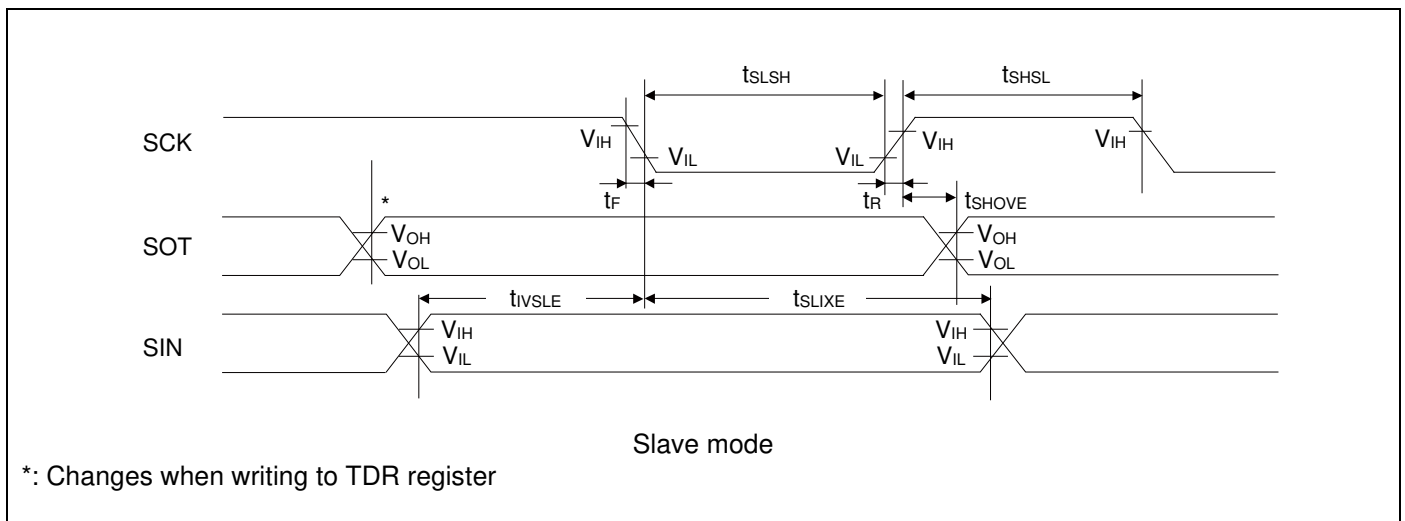 tSLSH tSHSL
SCK VIH VIL VIL VIH VIH
tF tR tSHOVE
*
SOT VOH VOH
VOL VOL
tIVSLE tSLIXE
SIN VIH VIH
VIL VIL
Slave mode
*: Changes when writing to TDR register